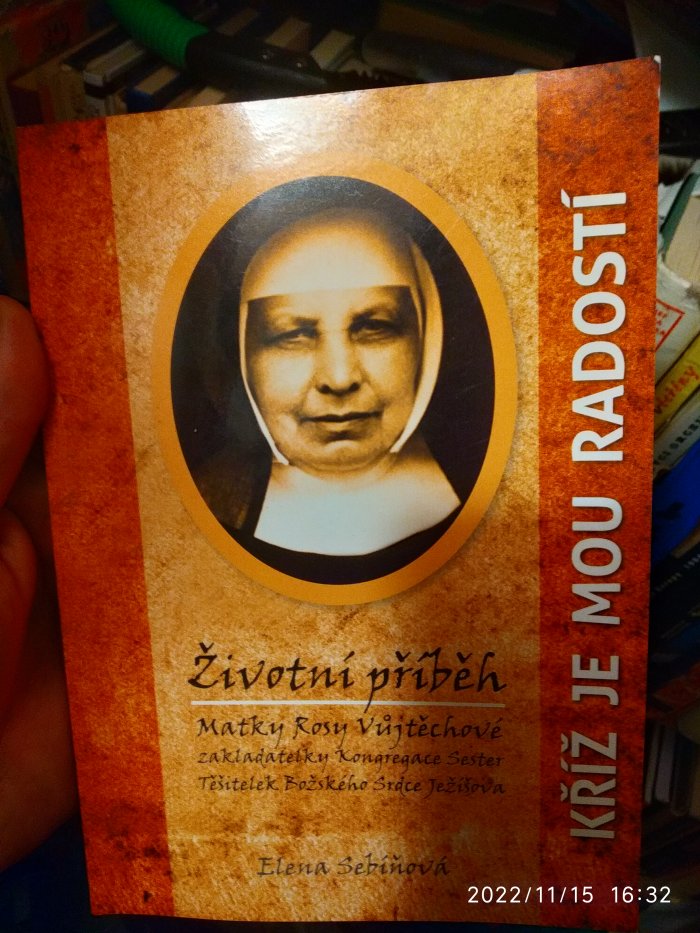 KŘÍŽ JE MOU RADOSTÍ
Životní příběh
Matky Rosy Vůjtěchové
zakladatelky Kongregace Sester
Těšitelek Božského Srdce Ježíšova
Elena Sebíňová
2022/11/15 16:32